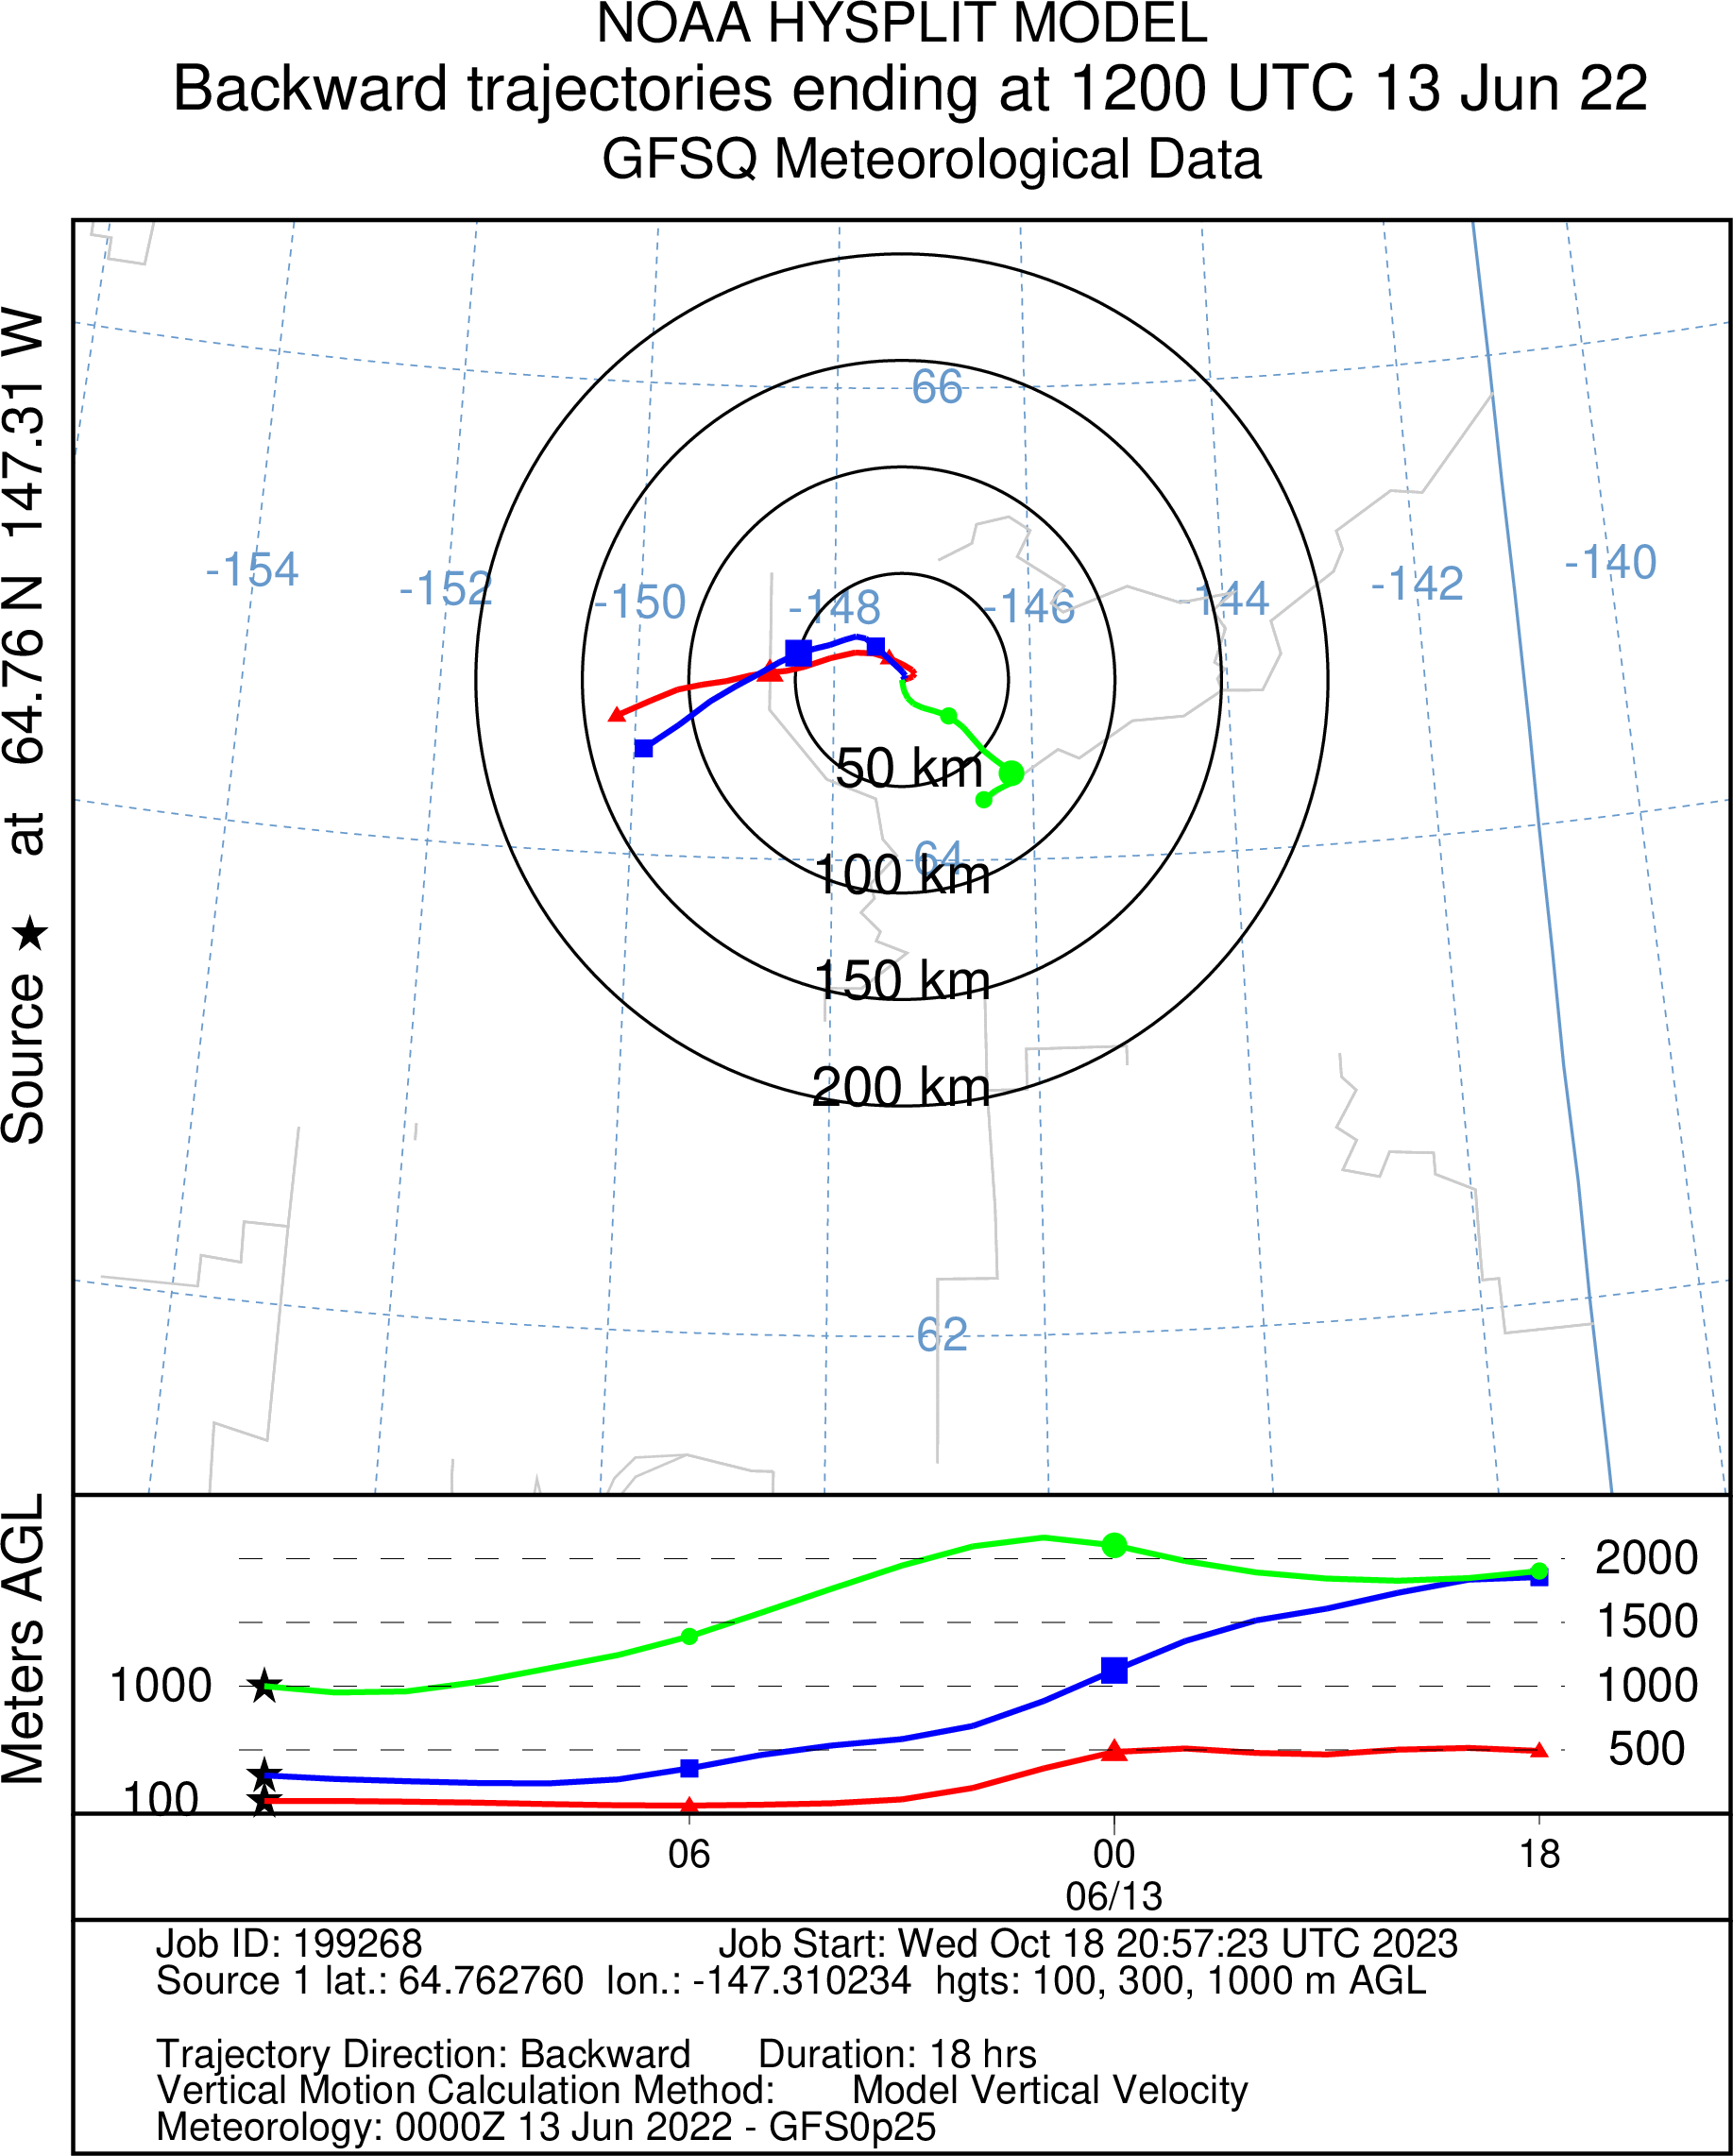 NOAA HYSPLIT MODEL
Backward trajectories ending at 1200 UTC 13 Jun 22
GFSQ Meteorological Data
Source ★ at 64.76 N 147.31 W
66
-154
-152
-150
-148
-146
-144
-142
-140
50 km
64
100 km
150 km
200 km
62
Meters AGL
2000
1500
1000
1000
500
100
06
00
18
06/13
Job ID: 199268 Job Start: Wed Oct 18 20:57:23 UTC 2023
Source 1 lat.: 64.762760 lon.: -147.310234 hgts: 100, 300, 1000 m AGL
Trajectory Direction: Backward Duration: 18 hrs
Vertical Motion Calculation Method: Model Vertical Velocity
Meteorology: 0000Z 13 Jun 2022 - GFS0p25